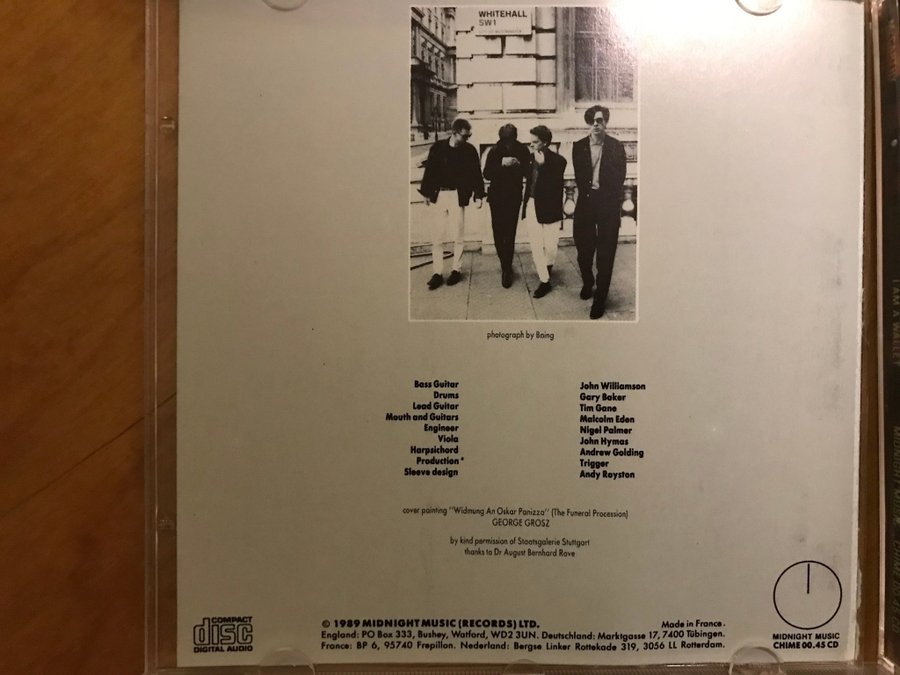 WHITEHALL
SW1
photograph by Boing
Bass Guitar John Williamson
Drums Gary Baker
Lead Guitar Tim Gane
Mouth and Guitars Malcolm Eden
Engineer Nigel Palmer
Viola John Hymas
Harpsichord Andrew Golding
Production* Trigger
Sleeve design Andy Royston
cover painting "Widmung An Oskar Panizza" (The Funeral Procession)
GEORGE GROSZ
by kind permission of Staatsgalerie Stuttgart
thanks to Dr August Bernhard Rave
COMPACT
disc
DIGITAL AUDIO
© 1989 MIDNIGHT MUSIC (RECORDS) LTD. Made in France.
England: PO Box 333, Bushey, Watford, WD2 3UN. Deutschland: Marktgasse 17, 7400 Tübingen.
France: BP 6, 95740 Frepillon. Nederland: Bergse Linker Rottekade 319, 3056 LL Rotterdam.
MIDNIGHT MUSIC
CHIME 00.45 CD
I AM A WALLET